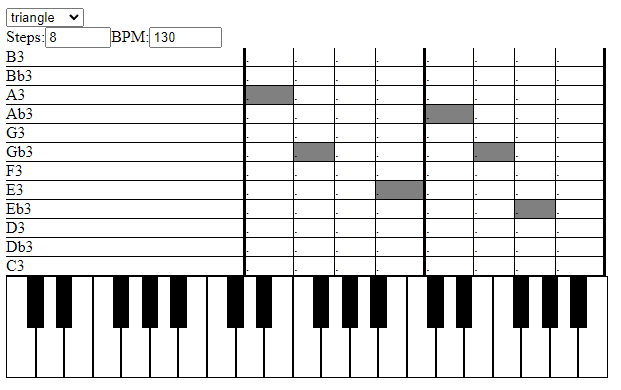 triangle
Steps: 8 BPM: 130
B3 . . . . . . . .
Bb3 . . . . . . . .
A3 . . . . . . . .
Ab3 . . . . . . . .
G3 . . . . . . . .
Gb3 . . . . . . . .
F3 . . . . . . . .
E3 . . . . . . . .
Eb3 . . . . . . . .
D3 . . . . . . . .
Db3 . . . . . . . .
C3 . . . . . . . .